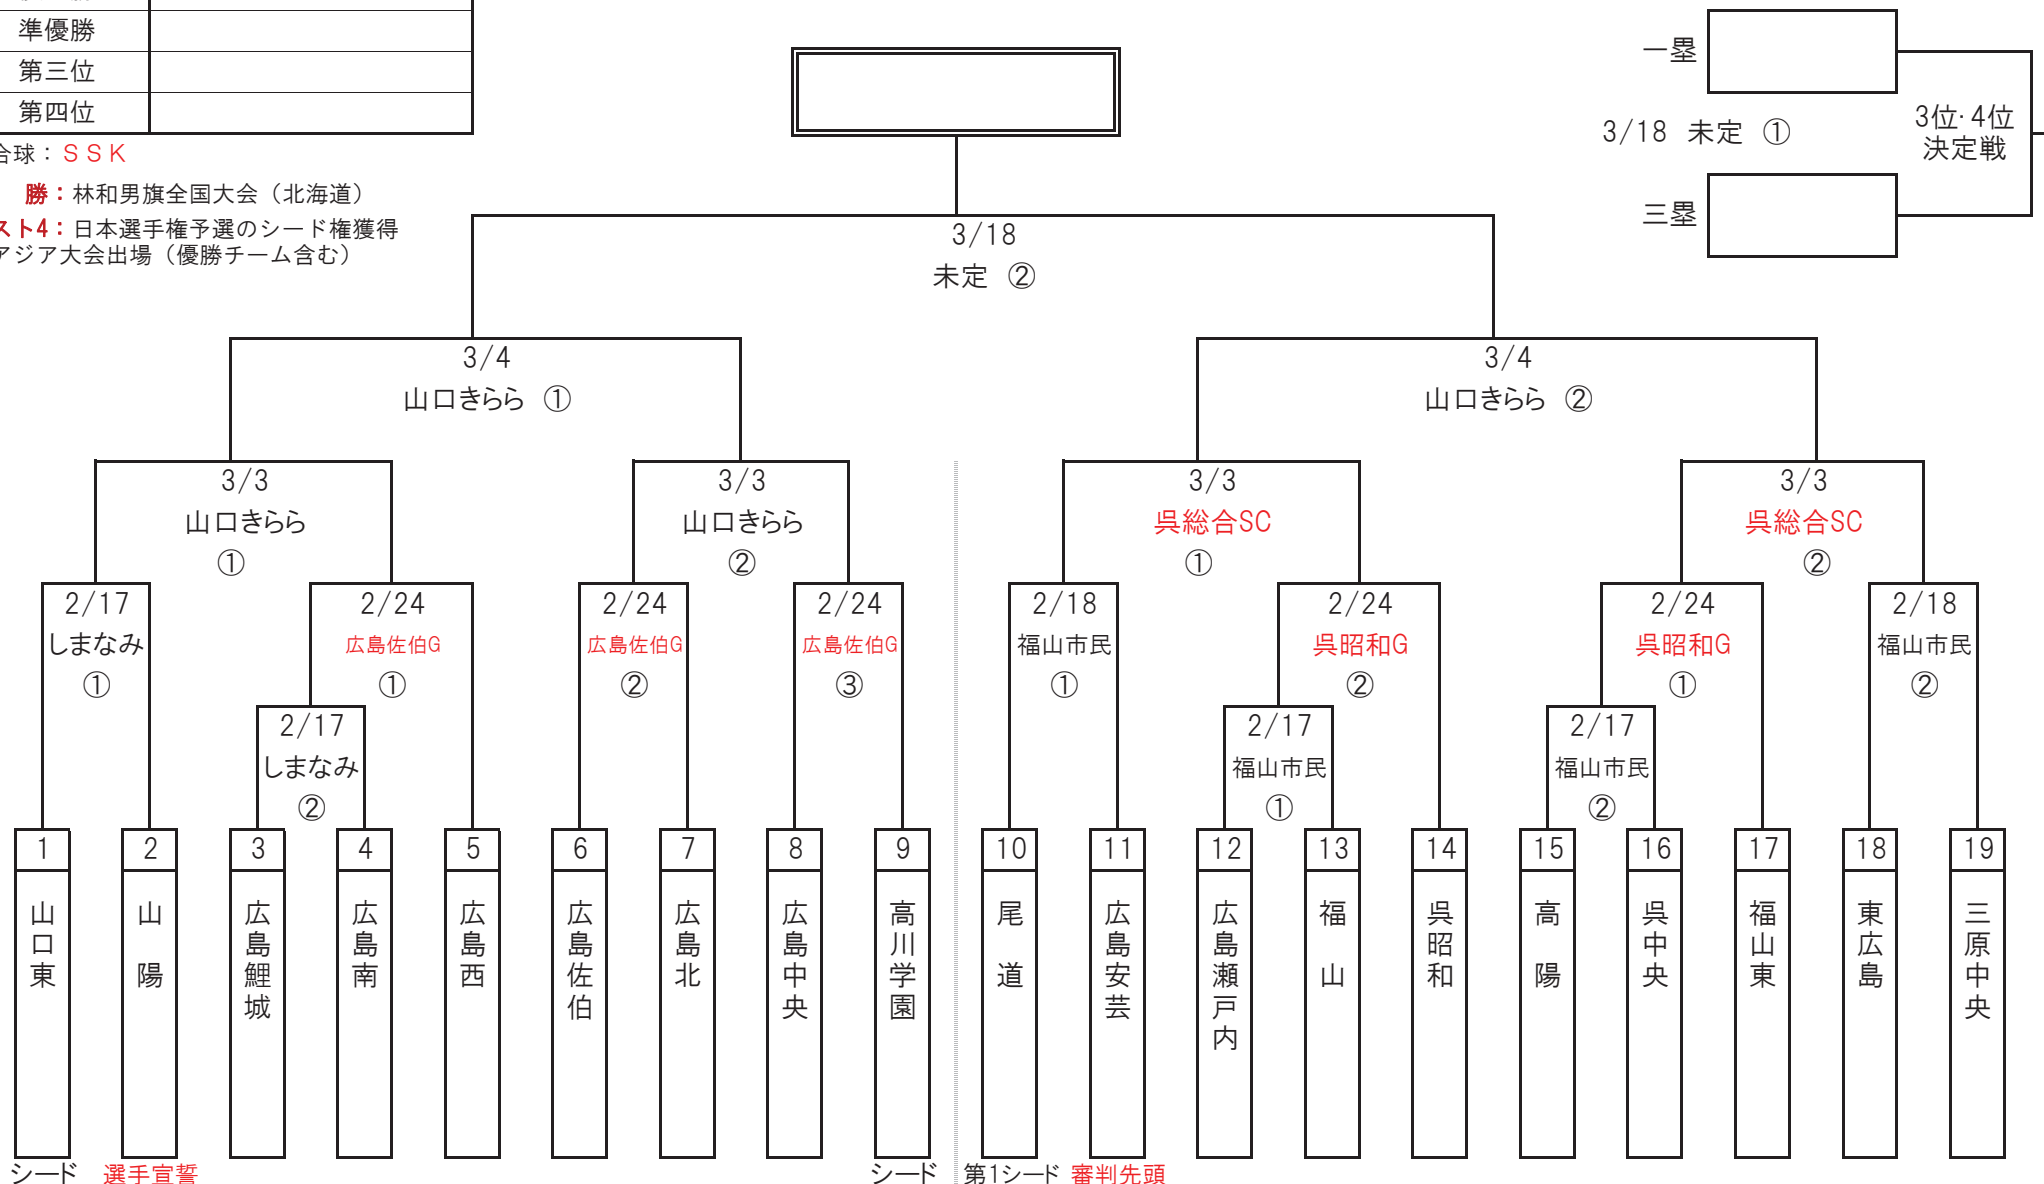 準優勝
第三位
第四位
合球：ＳＳＫ
勝：林和男旗全国大会（北海道）
スト4：日本選手権予選のシード権獲得
アジア大会出場（優勝チーム含む）
一塁
3/18 未定 ①
3位・4位
決定戦
三塁
3/18
未定 ②
3/4
山口きらら ①
3/4
山口きらら ②
3/3
山口きらら
①
3/3
山口きらら
②
3/3
呉総合SC
①
3/3
呉総合SC
②
2/17
しまなみ
①
2/24
広島佐伯G
①
2/24
広島佐伯G
②
2/24
広島佐伯G
③
2/18
福山市民
①
2/24
呉昭和G
②
2/24
呉昭和G
①
2/18
福山市民
②
2/17
しまなみ
②
2/17
福山市民
①
2/17
福山市民
②
1
山口東
2
山陽
3
広島鯉城
4
広島南
5
広島西
6
広島佐伯
7
広島北
8
広島中央
9
高川学園
10
尾道
11
広島安芸
12
広島瀬戸内
13
福山
14
呉昭和
15
高陽
16
呉中央
17
福山東
18
東広島
19
三原中央
シード 選手宣誓 シード 第1シード 審判先頭